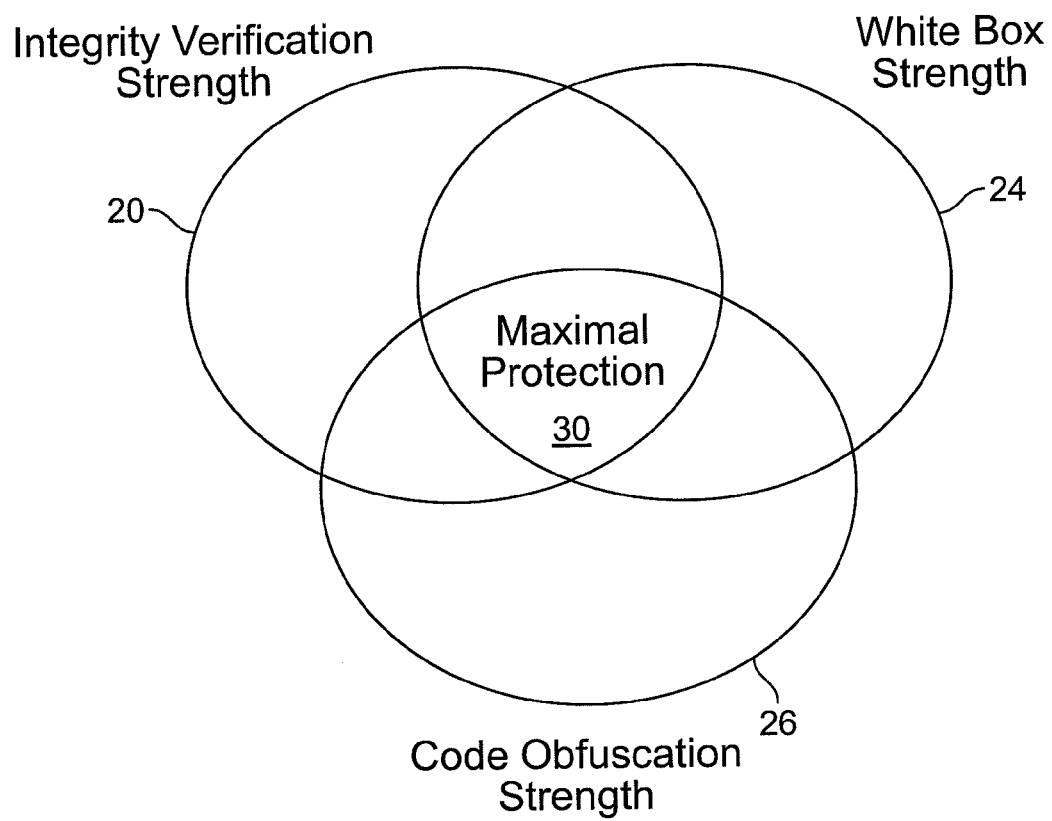 Integrity Verification
Strength
White Box
Strength
20
24
Maximal
Protection
30
26
Code Obfuscation
Strength